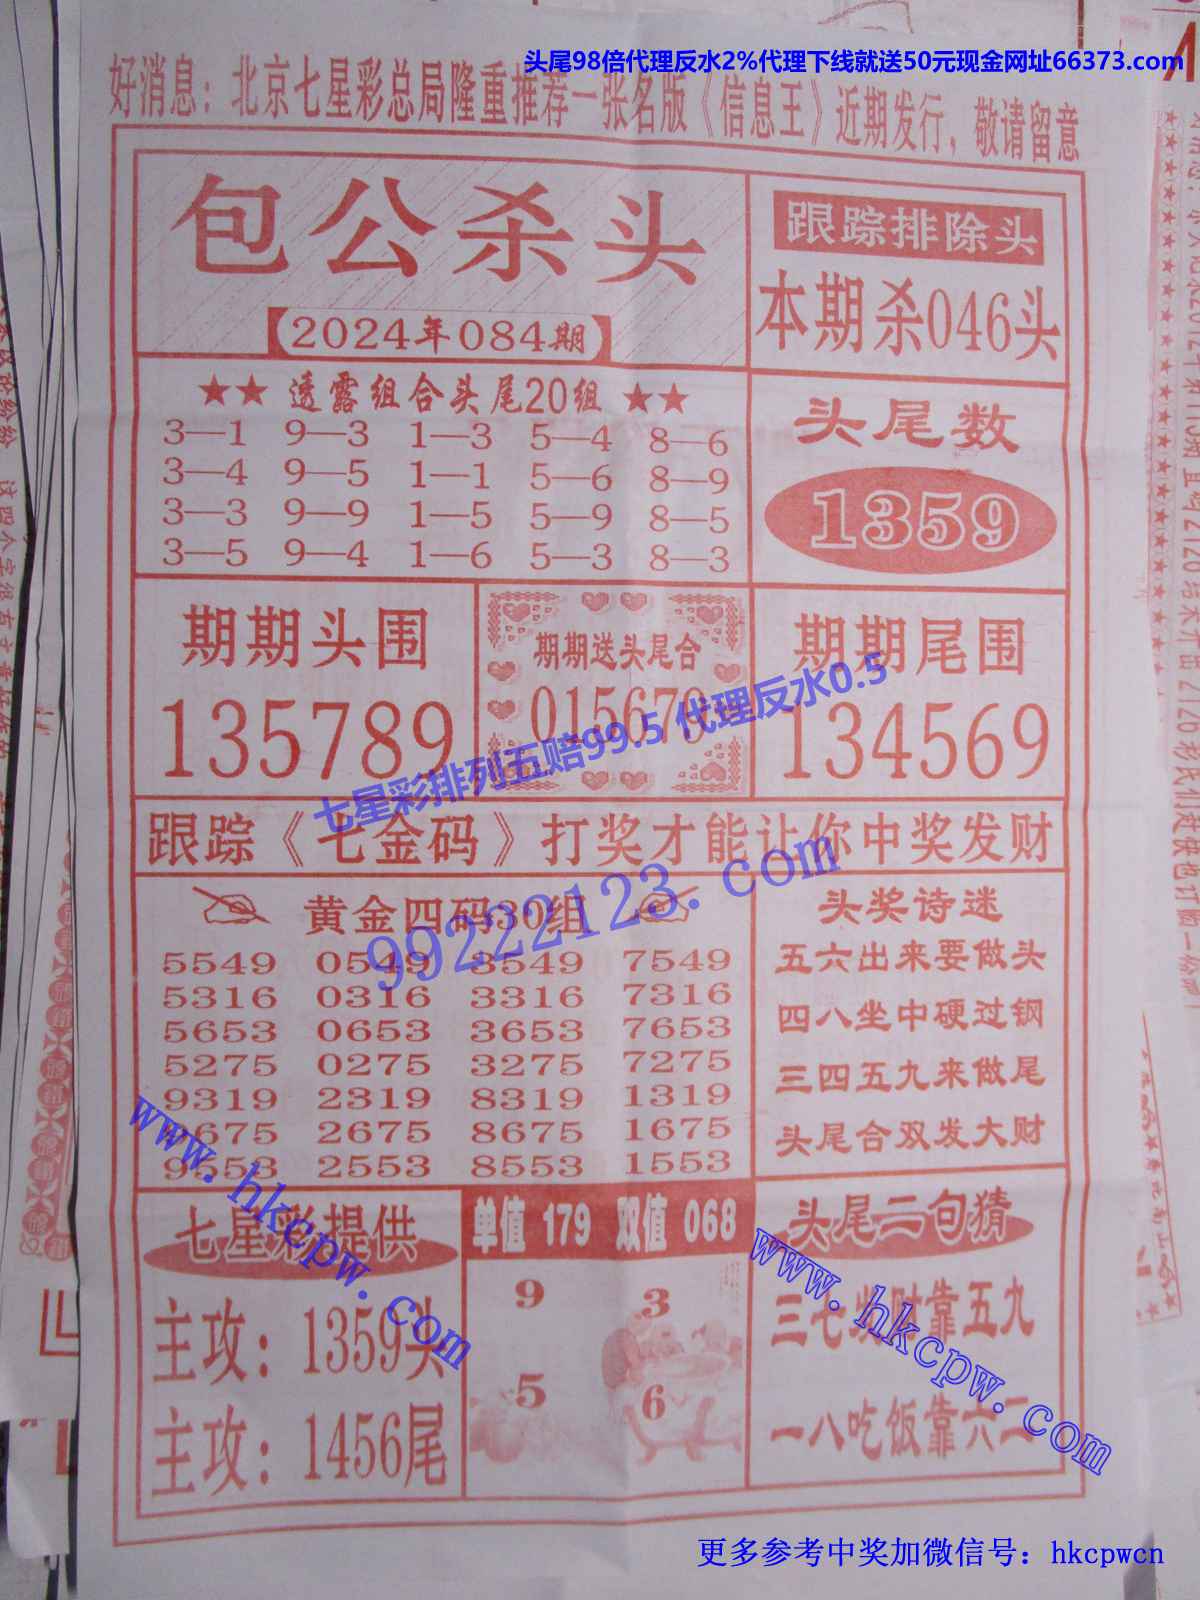 头尾98倍代理反水2%代理下线就送50元现金网址66373.com
好消息：北京七星彩总局隆重推荐一张名版《信息王》近期发行，敬请留意
包公杀头
【2024年084期】
跟踪排除头
本期杀046头
★★ 透露组合头尾20组 ★★
3—1 9—3 1—3 5—4 8—6
3—4 9—5 1—1 5—6 8—9
3—3 9—9 1—5 5—9 8—5
3—5 9—4 1—6 5—3 8—3
头尾数
1359
期期头围
135789
期期送头尾合
015679
期期尾围
134569
七星彩排列五赔99.5 代理反水0.5
跟踪《七金码》打奖才能让你中奖发财
99222123.com
黄金四码30组
5549 0549 3549 7549
5316 0316 3316 7316
5653 0653 3653 7653
5275 0275 3275 7275
9319 2319 8319 1319
9675 2675 8675 1675
9553 2553 8553 1553
头奖诗迷
五六出来要做头
四八坐中硬过钢
三四五九来做尾
头尾合双发大财
www.hkcpw.com
七星彩提供
主攻：1359头
主攻：1456尾
单值 179 双值 068
9 3
5 6
头尾二句猜
三七发财靠五九
一八吃饭靠六二
www.hkcpw.com
更多参考中奖加微信号：hkcpwcn